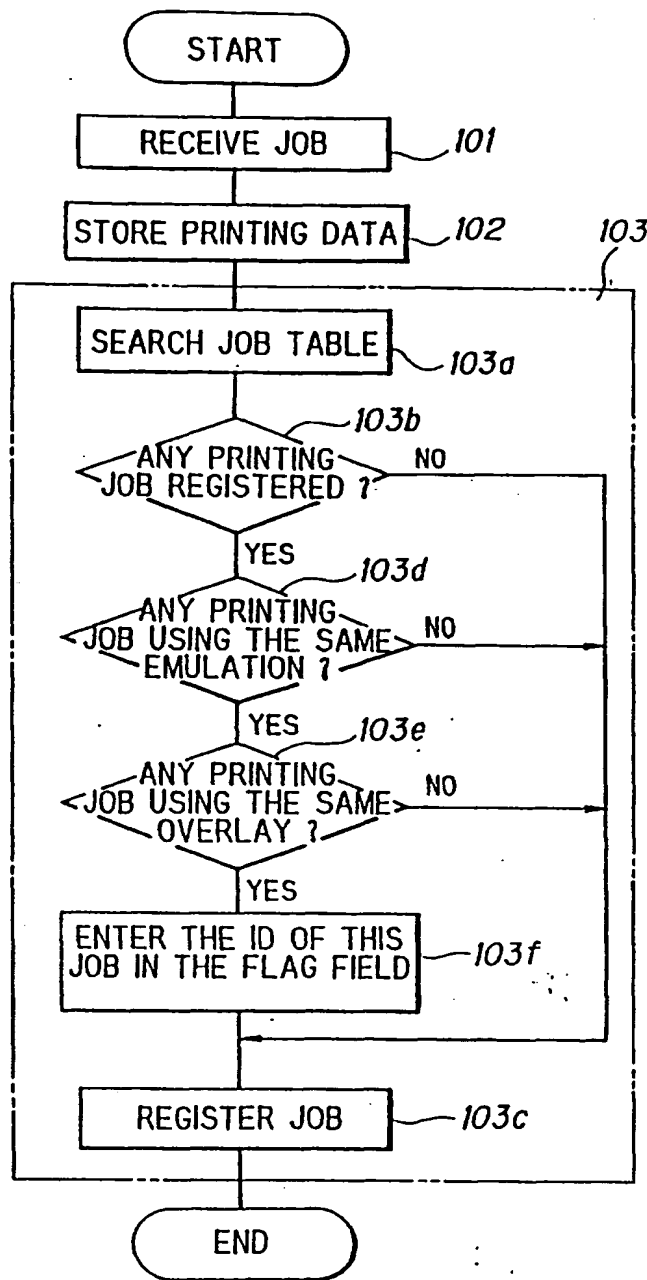 START
RECEIVE JOB
101
STORE PRINTING DATA
102
103
SEARCH JOB TABLE
103a
103b
ANY PRINTING
JOB REGISTERED ?
NO
YES
103d
ANY PRINTING
JOB USING THE SAME
EMULATION ?
NO
YES
103e
ANY PRINTING
JOB USING THE SAME
OVERLAY ?
NO
YES
ENTER THE ID OF THIS
JOB IN THE FLAG FIELD
103f
REGISTER JOB
103c
END